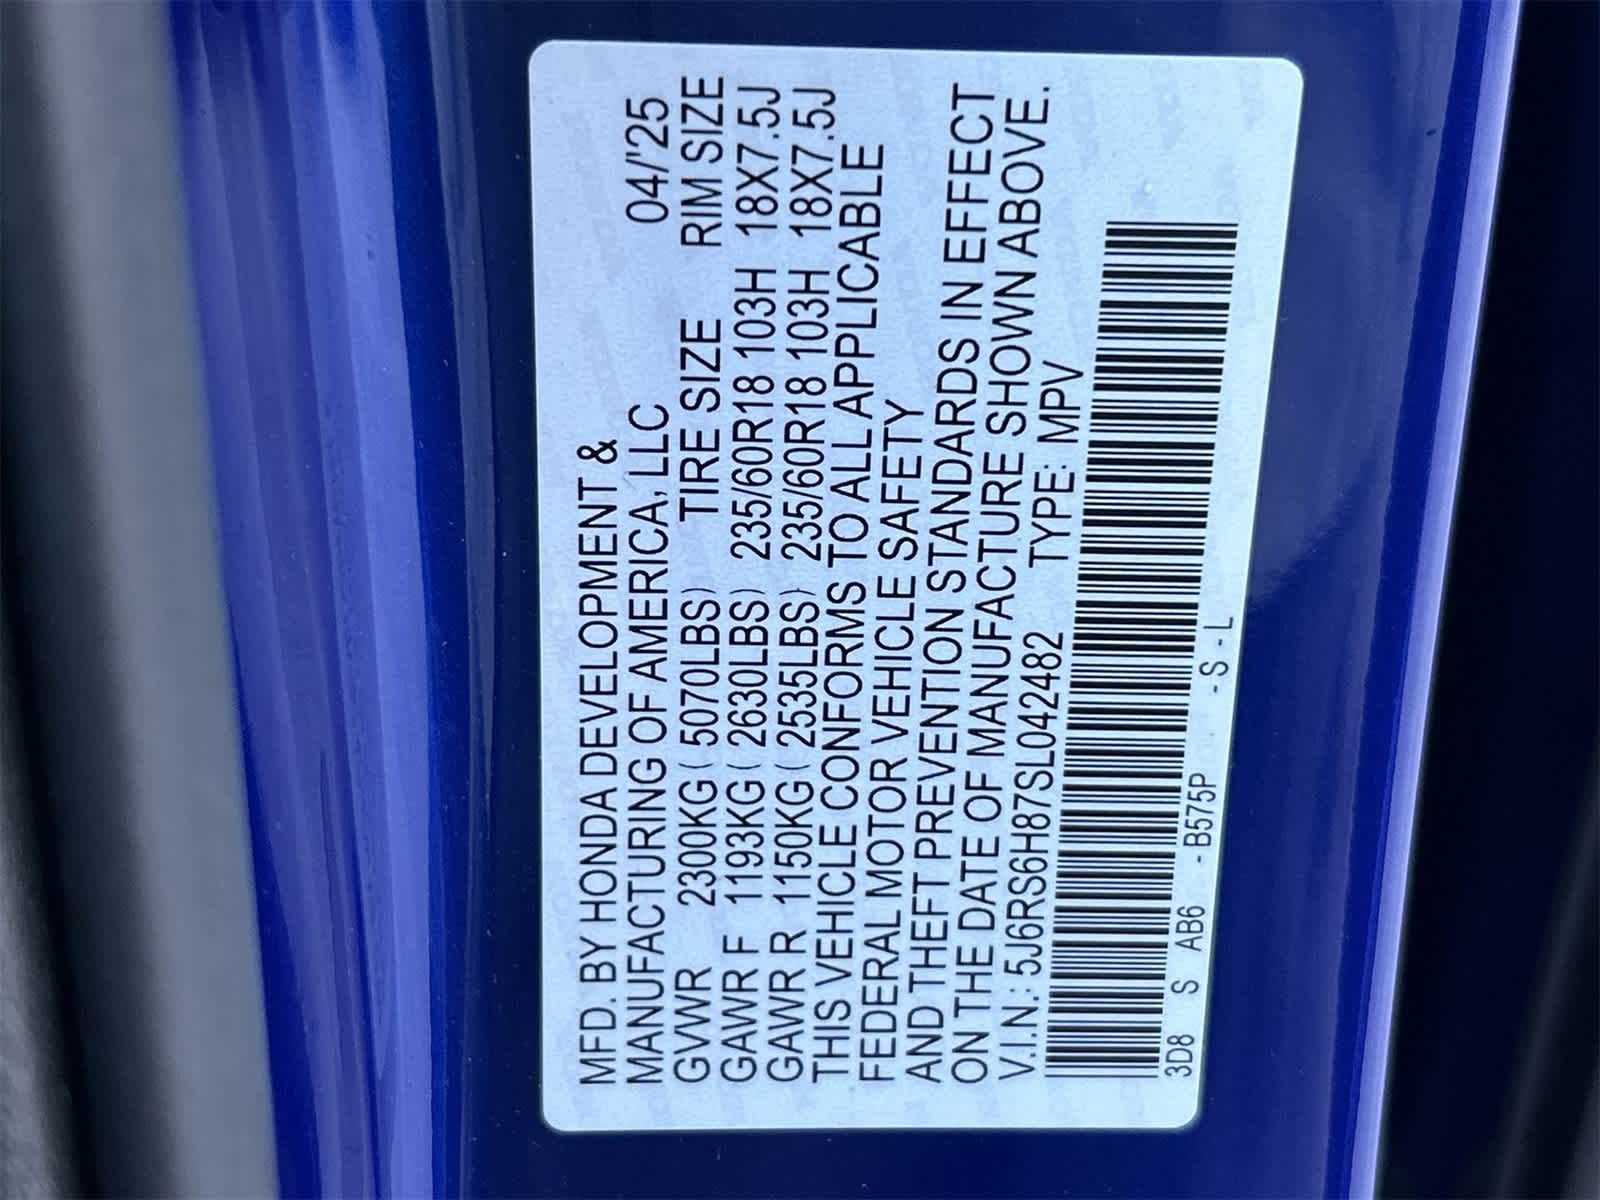 MFD. BY HONDA DEVELOPMENT &
MANUFACTURING OF AMERICA, LLC 04/'25
GVWR 2300KG ( 5070LBS) TIRE SIZE RIM SIZE
GAWR F 1193KG ( 2630LBS) 235/60R18 103H 18X7.5J
GAWR R 1150KG ( 2535LBS) 235/60R18 103H 18X7.5J
THIS VEHICLE CONFORMS TO ALL APPLICABLE
FEDERAL MOTOR VEHICLE SAFETY
AND THEFT PREVENTION STANDARDS IN EFFECT
ON THE DATE OF MANUFACTURE SHOWN ABOVE.
V.I.N.: 5J6RS6H87SL042482 TYPE: MPV
3D8 S AB6 - B575P - S - L